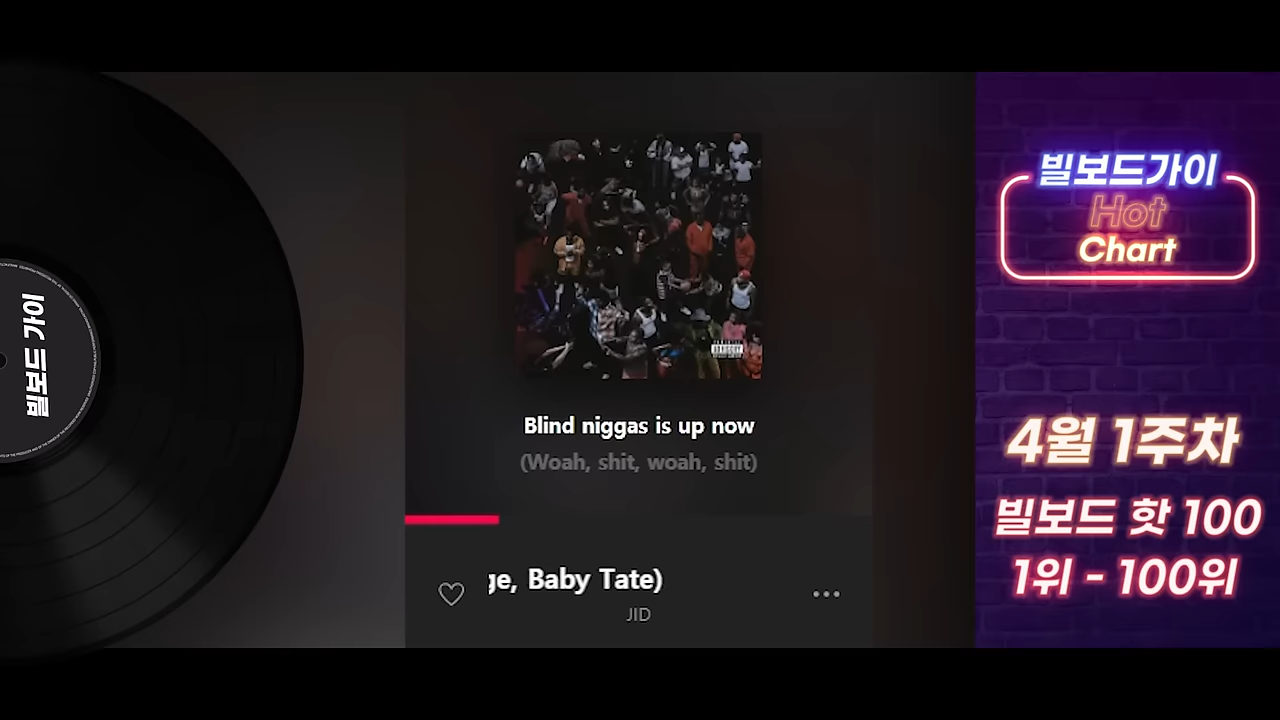 빌보드가이
Blind niggas is up now
(Woah, shit, woah, shit)
ge, Baby Tate)
JID
빌보드가이
Hot
Chart
4월 1주차
빌보드 핫 100
1위 - 100위